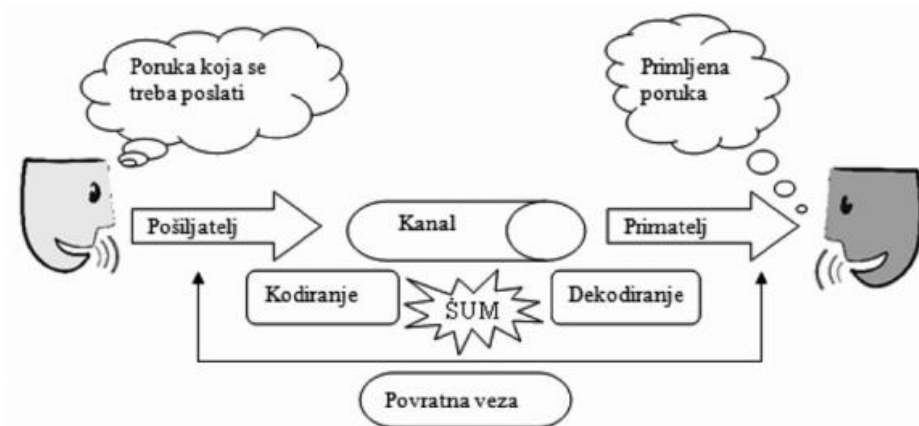 Poruka koja se
treba poslati
Primljena
poruka
Pošiljatelj
Kanal
Primatelj
Kodiranje
ŠUM
Dekodiranje
Povratna veza